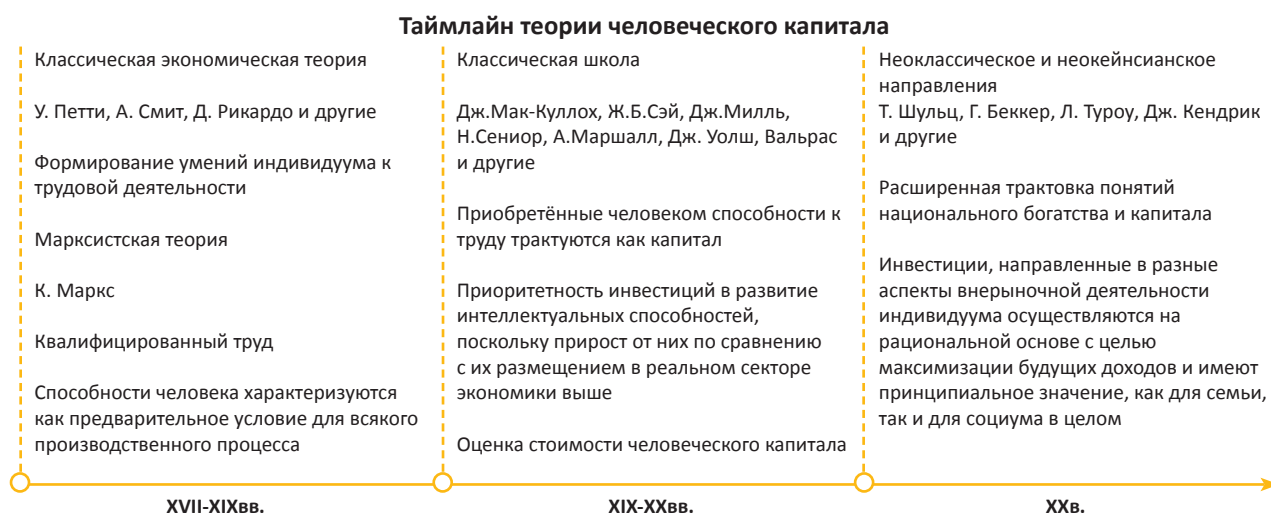 Таймлайн теории человеческого капитала
Классическая экономическая теория
У. Петти, А. Смит, Д. Рикардо и другие
Формирование умений индивидуума к
трудовой деятельности
Марксистская теория
К. Маркс
Квалифицированный труд
Способности человека характеризуются
как предварительное условие для всякого
производственного процесса
XVII-XIXвв.
Классическая школа
Дж.Мак-Куллох, Ж.Б.Сэй, Дж.Милль,
Н.Сениор, А.Маршалл, Дж. Уолш, Вальрас
и другие
Приобретённые человеком способности к
труду трактуются как капитал
Приоритетность инвестиций в развитие
интеллектуальных способностей,
поскольку прирост от них по сравнению
с их размещением в реальном секторе
экономики выше
Оценка стоимости человеческого капитала
XIX-XXвв.
Неоклассическое и неокейнсианское
направления
Т. Шульц, Г. Беккер, Л. Туроу, Дж. Кендрик
и другие
Расширенная трактовка понятий
национального богатства и капитала
Инвестиции, направленные в разные
аспекты внерыночной деятельности
индивидуума осуществляются на
рациональной основе с целью
максимизации будущих доходов и имеют
принципиальное значение, как для семьи,
так и для социума в целом
XXв.